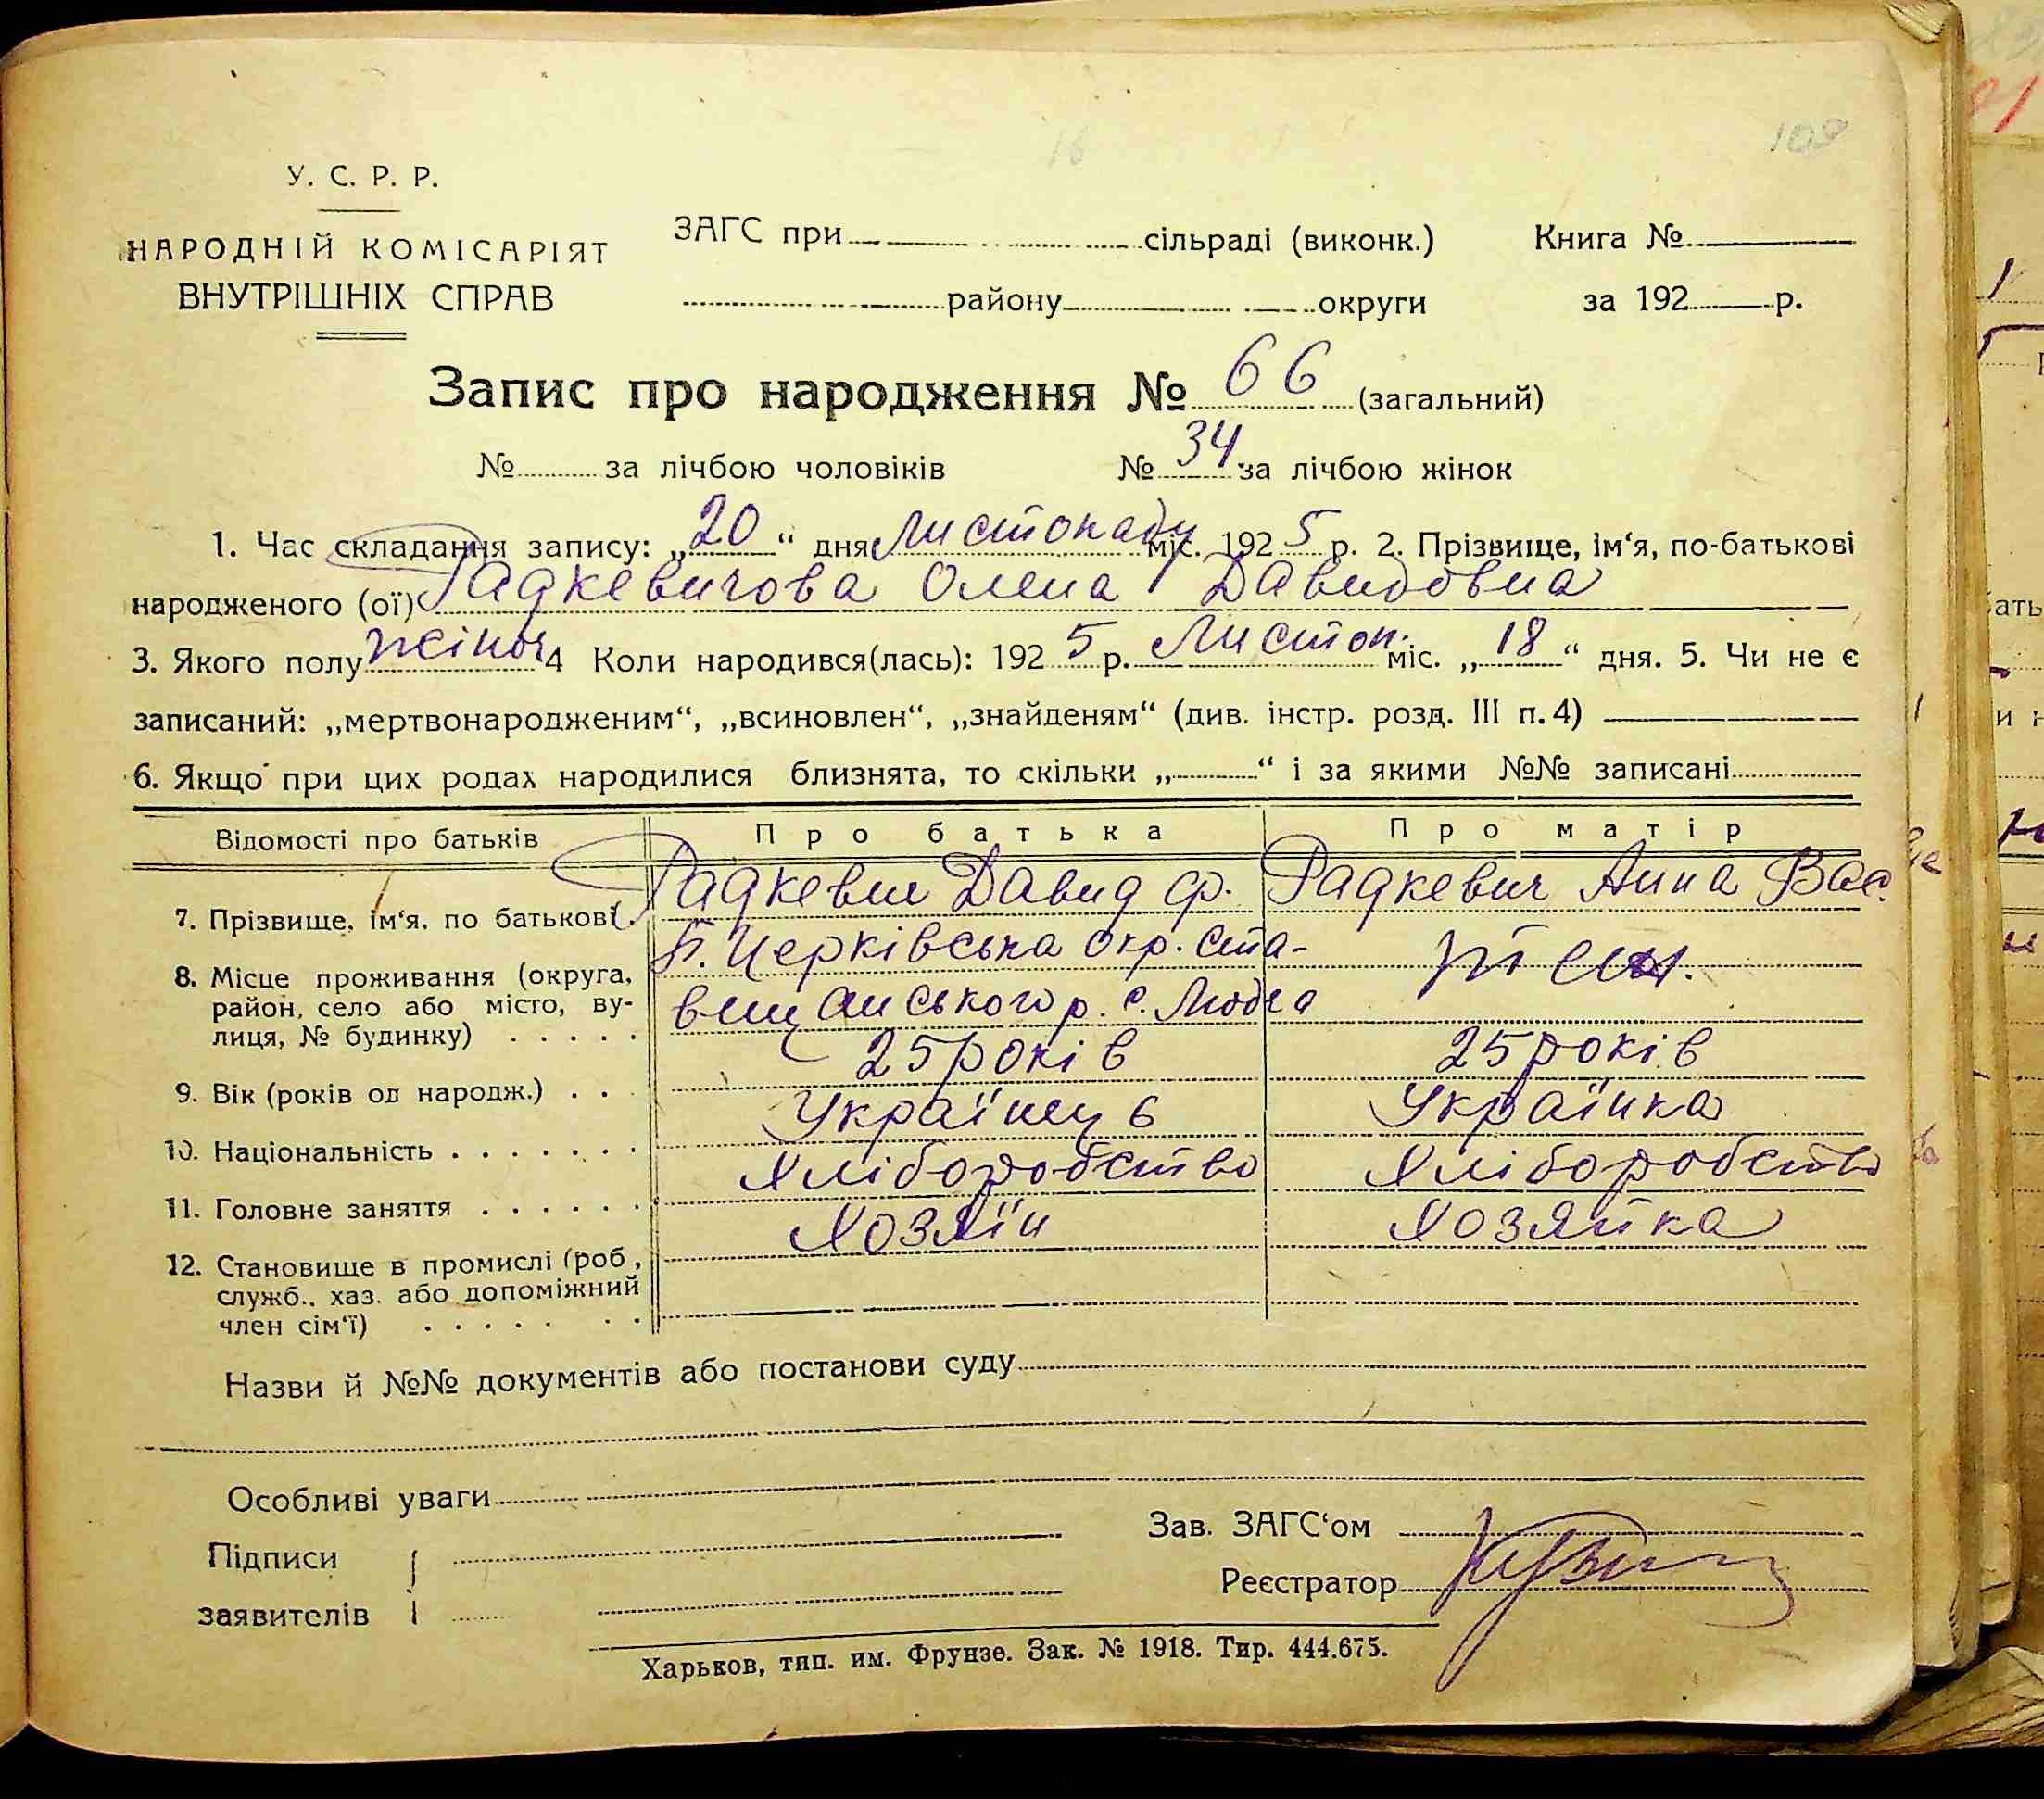 109
16
У. С. Р. Р.
НАРОДНІЙ КОМІСАРІЯТ
ВНУТРІШНІХ СПРАВ
ЗАГС при сільраді (виконк.)
району округи
Книга №
за 192 р.
Запис про народження № 66 (загальний)
№ за лічбою чоловіків № 34 за лічбою жінок
1. Час складання запису: „20“ дня Листопаду міс. 1925 р. 2. Прізвище, ім‘я, по-батькові
народженого (ої) Радкевичова Олена Давидовна
3. Якого полу жіноч 4 Коли народився(лась): 1925 р. Листоп. міс. „18“ дня. 5. Чи не є
записаний: „мертвонародженим“, „всиновлен“, „знайденям“ (див. інстр. розд. III п. 4)
6. Якщо при цих родах народилися близнята, то скільки „ “ і за якими №№ записані
Відомості про батьків Про батька Про матір
7. Прізвище, ім‘я, по батькові Радкевич Давид Ф. Радкевич Анна Вас.
8. Місце проживання (округа, Б. Церківська окр. Ста-
район, село або місто, ву- вищанського р. с.
лиця, № будинку)
9. Вік (років од народж.) 25 років 25 років
10. Національність Українець Українка
11. Головне заняття Хліборобство Хліборобство
12. Становище в промислі (роб., Хозяїн Хозяйка
служб., хаз. або допоміжний
член сім‘ї)
Назви й №№ документів або постанови суду
Особливі уваги
Підписи
заявителів
Зав. ЗАГС‘ом
Реєстратор
Харьков, тип. им. Фрунзе. Зак. № 1918. Тир. 444.675.